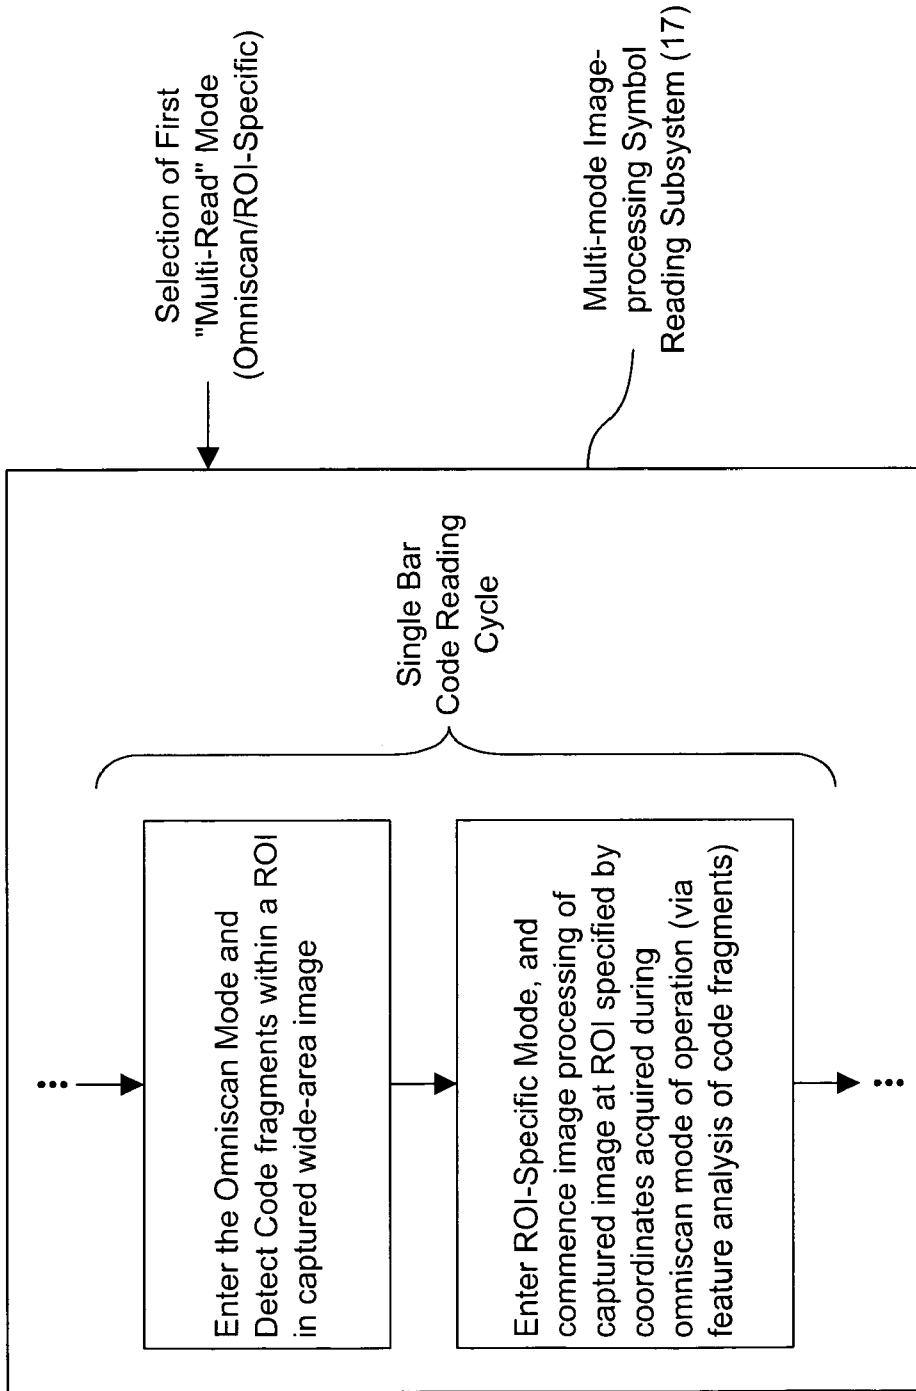 Selection of First
"Multi-Read" Mode
(Omniscan/ROI-Specific)
Multi-mode Image-
processing Symbol
Reading Subsystem (17)
Single Bar
Code Reading
Cycle
Enter the Omniscan Mode and
Detect Code fragments within a ROI
in captured wide-area image
Enter ROI-Specific Mode, and
commence image processing of
captured image at ROI specified by
coordinates acquired during
omniscan mode of operation (via
feature analysis of code fragments)